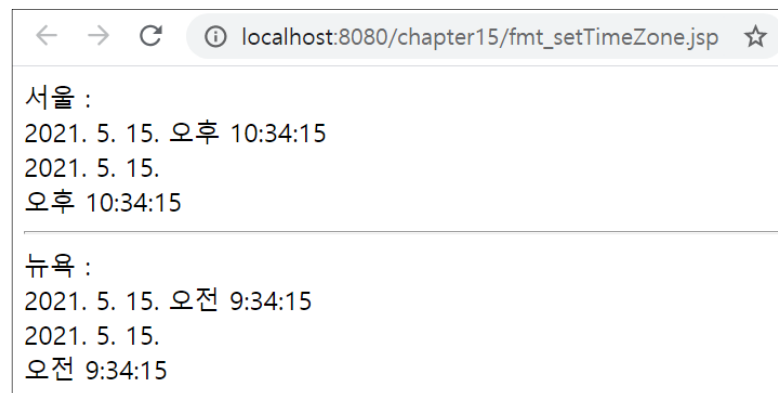 localhost:8080/chapter15/fmt_setTimeZone.jsp
서울 :
2021. 5. 15. 오후 10:34:15
2021. 5. 15.
오후 10:34:15
뉴욕 :
2021. 5. 15. 오전 9:34:15
2021. 5. 15.
오전 9:34:15